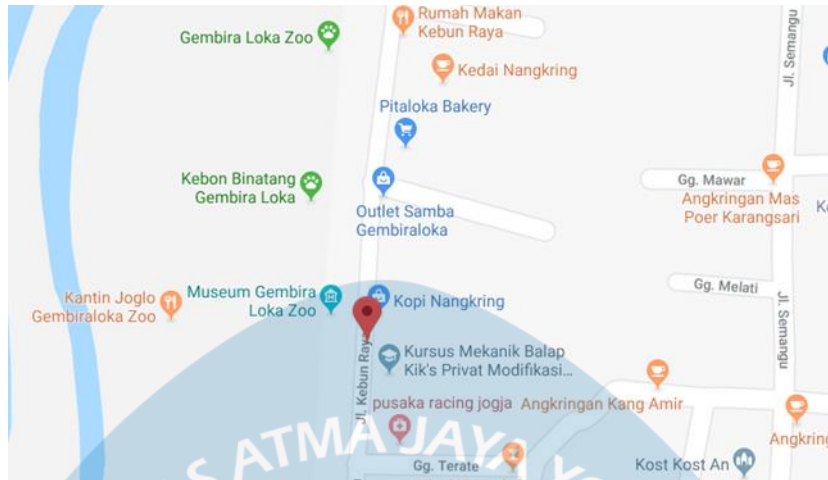 Rumah Makan
Kebun Raya
Gembira Loka Zoo
Kedai Nangkring
Jl. Semangu
Pitaloka Bakery
Kebon Binatang
Gembira Loka
Gg. Mawar
Angkringan Mas
Poer Karangsari
Outlet Samba
Gembiraloka
Kantin Joglo
Gembiraloka Zoo
Museum Gembira
Loka Zoo
Kopi Nangkring
Gg. Melati
Jl. Semangu
Jl. Kebun Raya
Kursus Mekanik Balap
Kik's Privat Modifikasi...
pusaka racing jogja
Angkringan Kang Amir
S ATMA JAYA
Gg. Terate
Kost Kost An
Angkring